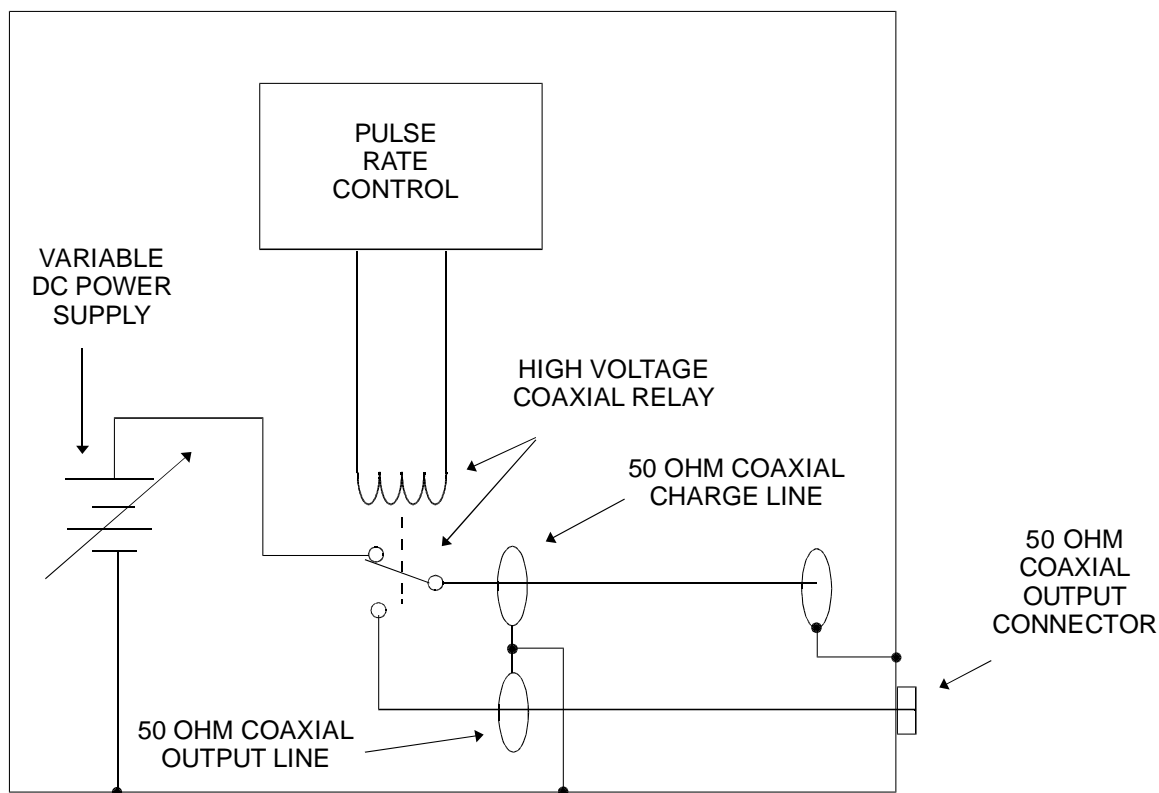 PULSE
RATE
CONTROL
VARIABLE
DC POWER
SUPPLY
HIGH VOLTAGE
COAXIAL RELAY
50 OHM COAXIAL
CHARGE LINE
50 OHM
COAXIAL
OUTPUT
CONNECTOR
50 OHM COAXIAL
OUTPUT LINE